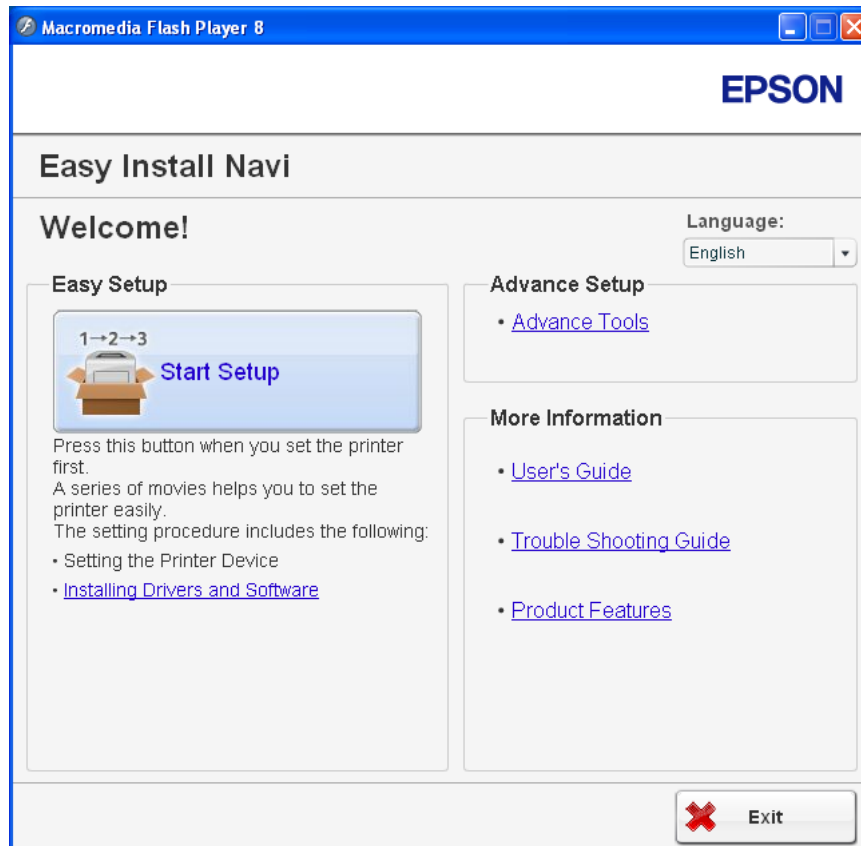 Macromedia Flash Player 8
EPSON
Easy Install Navi
Welcome!
Language:
English
Easy Setup
1→2→3
Start Setup
Press this button when you set the printer
first.
A series of movies helps you to set the
printer easily.
The setting procedure includes the following:
• Setting the Printer Device
• Installing Drivers and Software
Advance Setup
• Advance Tools
More Information
• User's Guide
• Trouble Shooting Guide
• Product Features
Exit